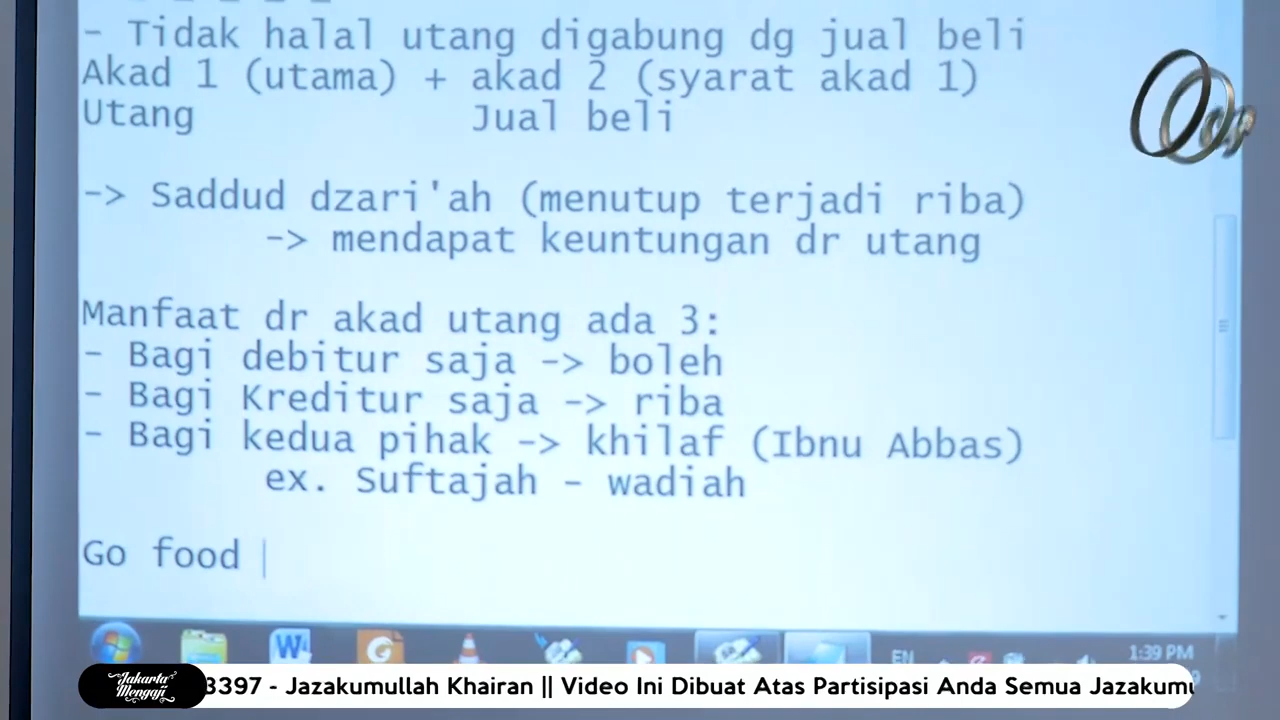 - Tidak halal utang digabung dg jual beli
Akad 1 (utama) + akad 2 (syarat akad 1)
Utang Jual beli
-> Saddud dzari'ah (menutup terjadi riba)
-> mendapat keuntungan dr utang
Manfaat dr akad utang ada 3:
- Bagi debitur saja -> boleh
- Bagi Kreditur saja -> riba
- Bagi kedua pihak -> khilaf (Ibnu Abbas)
ex. Suftajah - wadiah
Go food
EN
1:39 PM
Jakarta
Mengaji
3397 - Jazakumullah Khairan || Video Ini Dibuat Atas Partisipasi Anda Semua Jazakumu